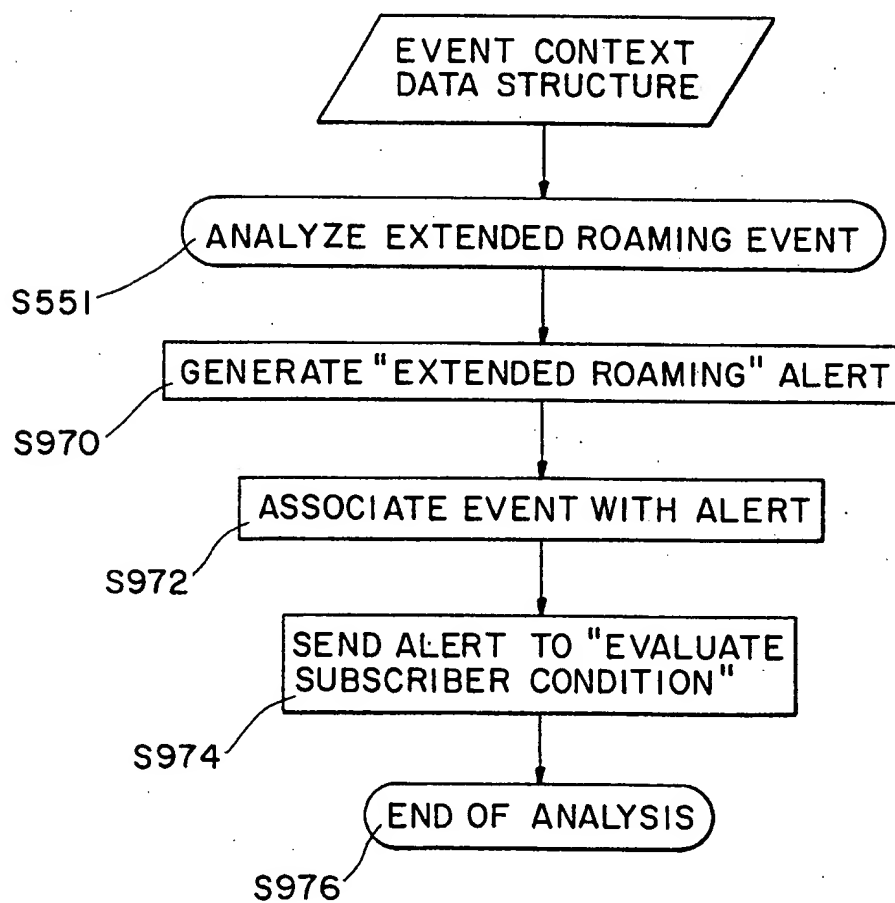 EVENT CONTEXT
DATA STRUCTURE
ANALYZE EXTENDED ROAMING EVENT
S551
GENERATE "EXTENDED ROAMING" ALERT
S970
ASSOCIATE EVENT WITH ALERT
S972
SEND ALERT TO "EVALUATE
SUBSCRIBER CONDITION"
S974
END OF ANALYSIS
S976